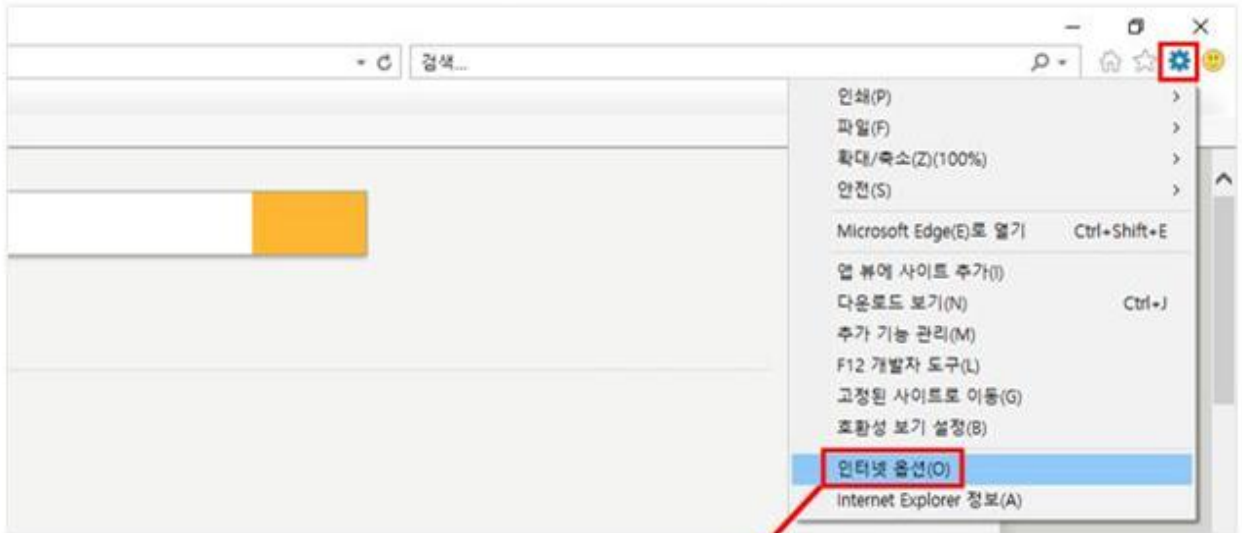 검색...
인쇄(P)
파일(F)
확대/축소(Z)(100%)
안전(S)
Microsoft Edge(E)로 열기 Ctrl+Shift+E
앱 뷰에 사이트 추가(I)
다운로드 보기(N) Ctrl+J
추가 기능 관리(M)
F12 개발자 도구(L)
고정된 사이트로 이동(G)
호환성 보기 설정(B)
인터넷 옵션(O)
Internet Explorer 정보(A)